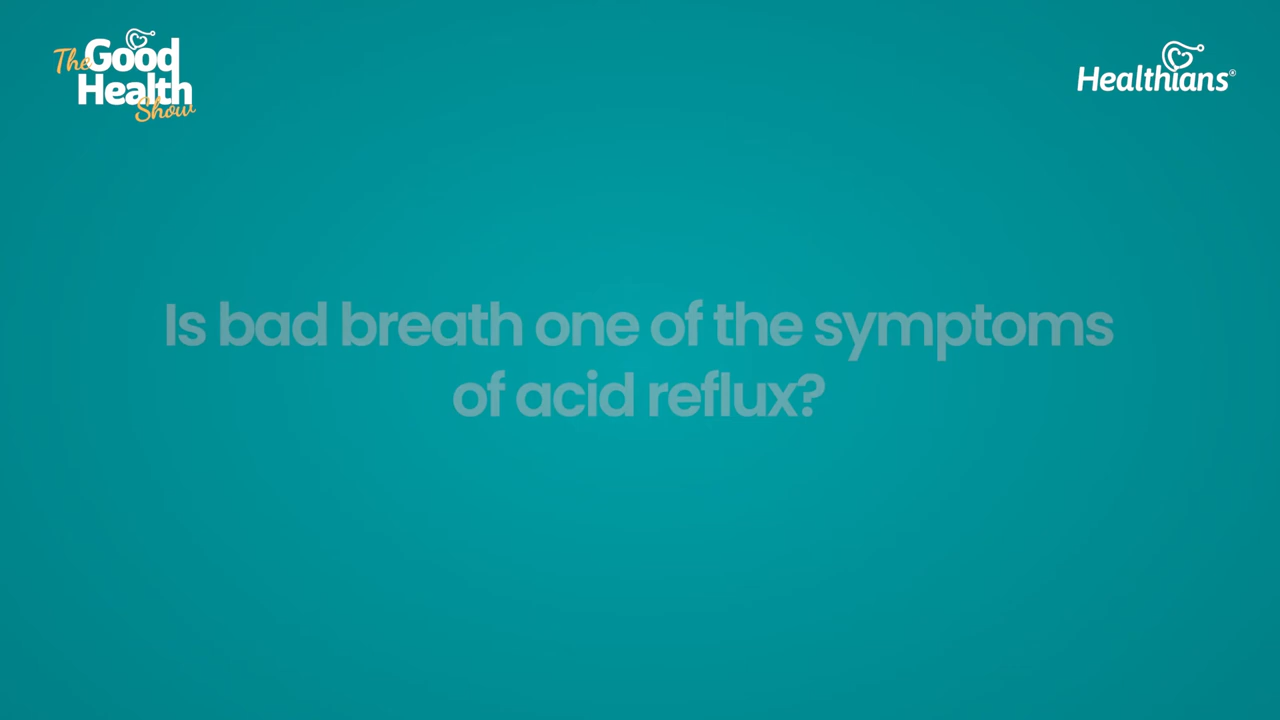 The Good
Health
Show
Healthians®
Is bad breath one of the symptoms
of acid reflux?